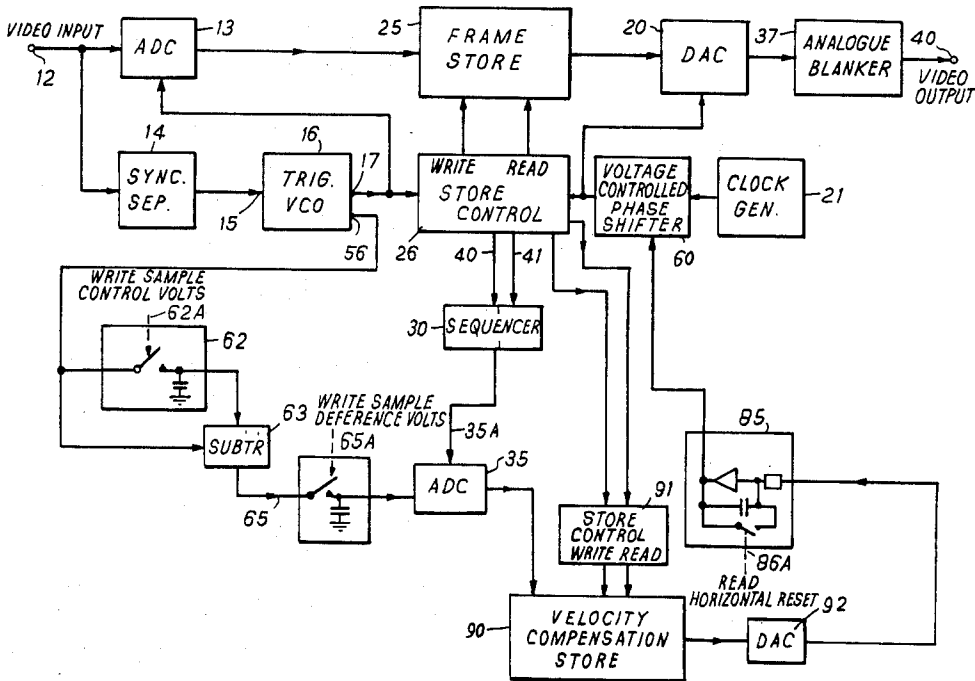 VIDEO INPUT
12
13
ADC
25
FRAME
STORE
20
DAC
37
ANALOGUE
BLANKER
40
VIDEO
OUTPUT
14
SYNC.
SEP.
15
16
TRIG.
VCO
17
56
WRITE READ
STORE
CONTROL
26
40
41
VOLTAGE
CONTROLLED
PHASE
SHIFTER
60
CLOCK
GEN.
21
WRITE SAMPLE
CONTROL VOLTS
62A
62
30
SEQUENCER
63
SUBTR
WRITE SAMPLE
DEFERENCE VOLTS
65A
65
35A
35
ADC
91
STORE
CONTROL
WRITE READ
85
86A
READ
HORIZONTAL RESET
90
VELOCITY
COMPENSATION
STORE
92
DAC